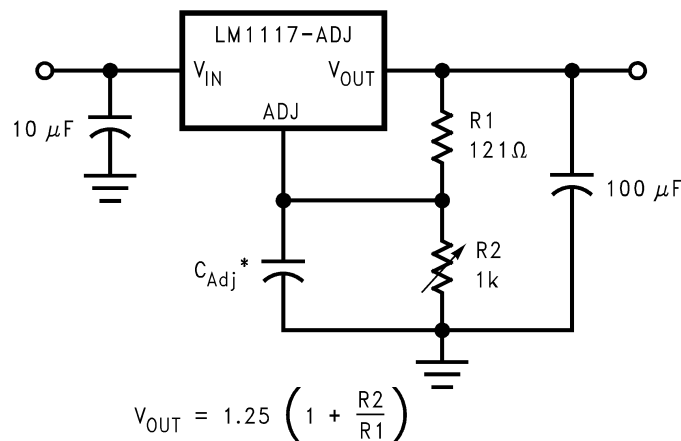 LM1117-ADJ
V_IN
V_OUT
ADJ
10 µF
R1
121Ω
100 µF
C_Adj*
R2
1k
V_OUT = 1.25 (1 + R2/R1)